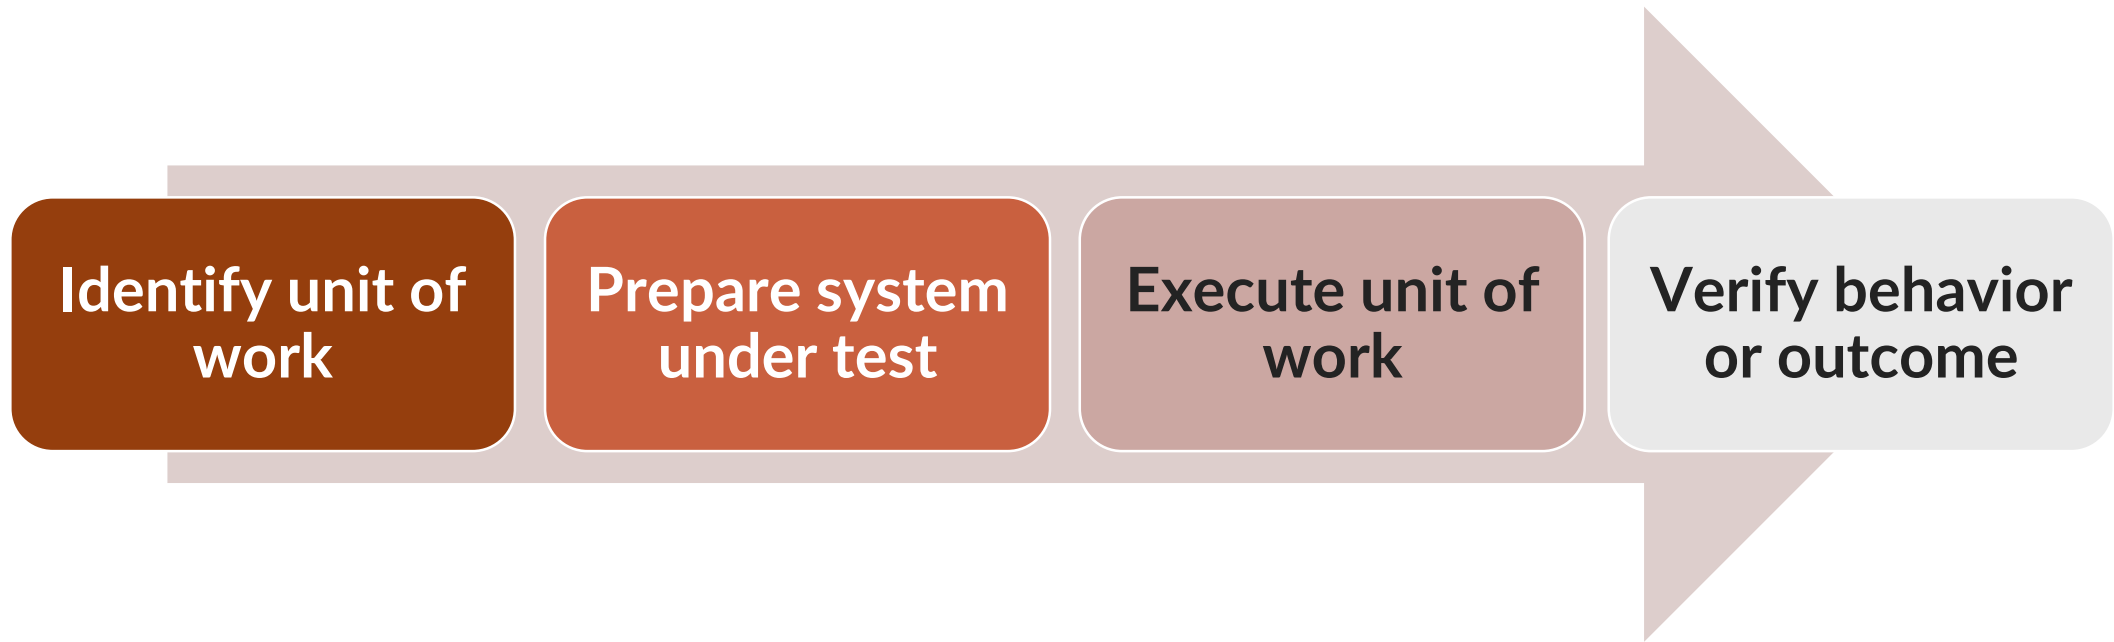 Identify unit of
work
Prepare system
under test
Execute unit of
work
Verify behavior
or outcome